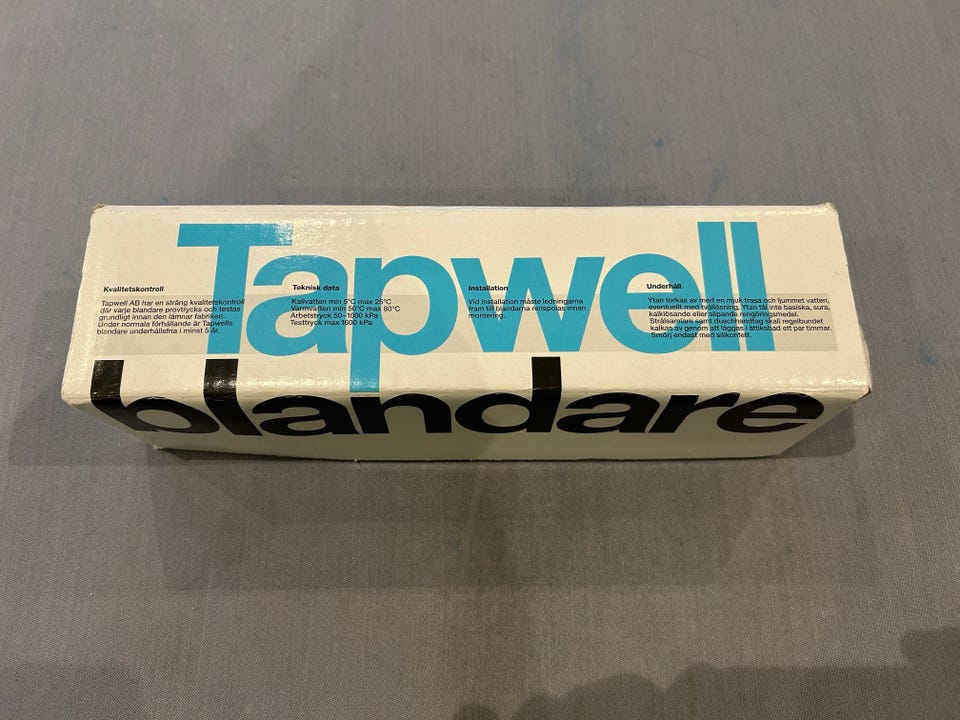 Tapwell
Kvalitetskontroll
Tapwell AB har en sträng kvalitetskontroll
där varje blandare provtrycks och testas
grundligt innan den lämnar fabriken.
Under normala förhållande är Tapwells
blandare underhållsfria i minst 5 år.
Teknisk data
Kallvatten min 5°C max 25°C
Varmvatten min 50°C max 80°C
Arbetstryck 50-1000 kPa
Testtryck max 1600 kPa
Installation
Vid installation måste ledningarna
fram till blandarna renspolas innan
montering.
Underhåll
Ytan torkas av med en mjuk trasa och ljummet vatten,
eventuellt med tvållösning. Ytan tål inte basiska, sura,
kalklösande eller slipande rengöringsmedel.
Strålsamlare samt duschhandtag skall regelbundet
kalkas av genom att läggas i ättiksbad ett par timmar.
Smörj endast med silikonfett.
blandare